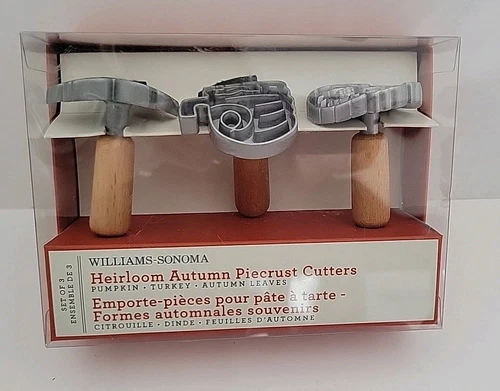 SET OF 3
ENSEMBLE DE 3
WILLIAMS-SONOMA
Heirloom Autumn Piecrust Cutters
PUMPKIN • TURKEY • AUTUMN LEAVES
Emporte-pièces pour pâte à tarte -
Formes automnales souvenirs
CITROUILLE • DINDE • FEUILLES D'AUTOMNE